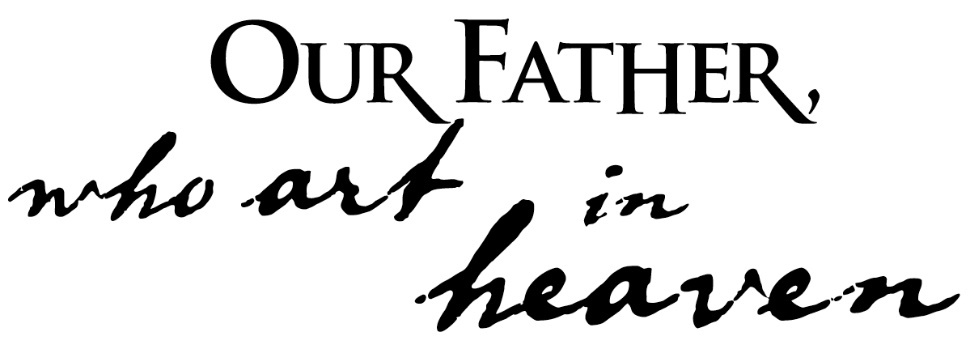 OUR FATHER,
who art in
heaven